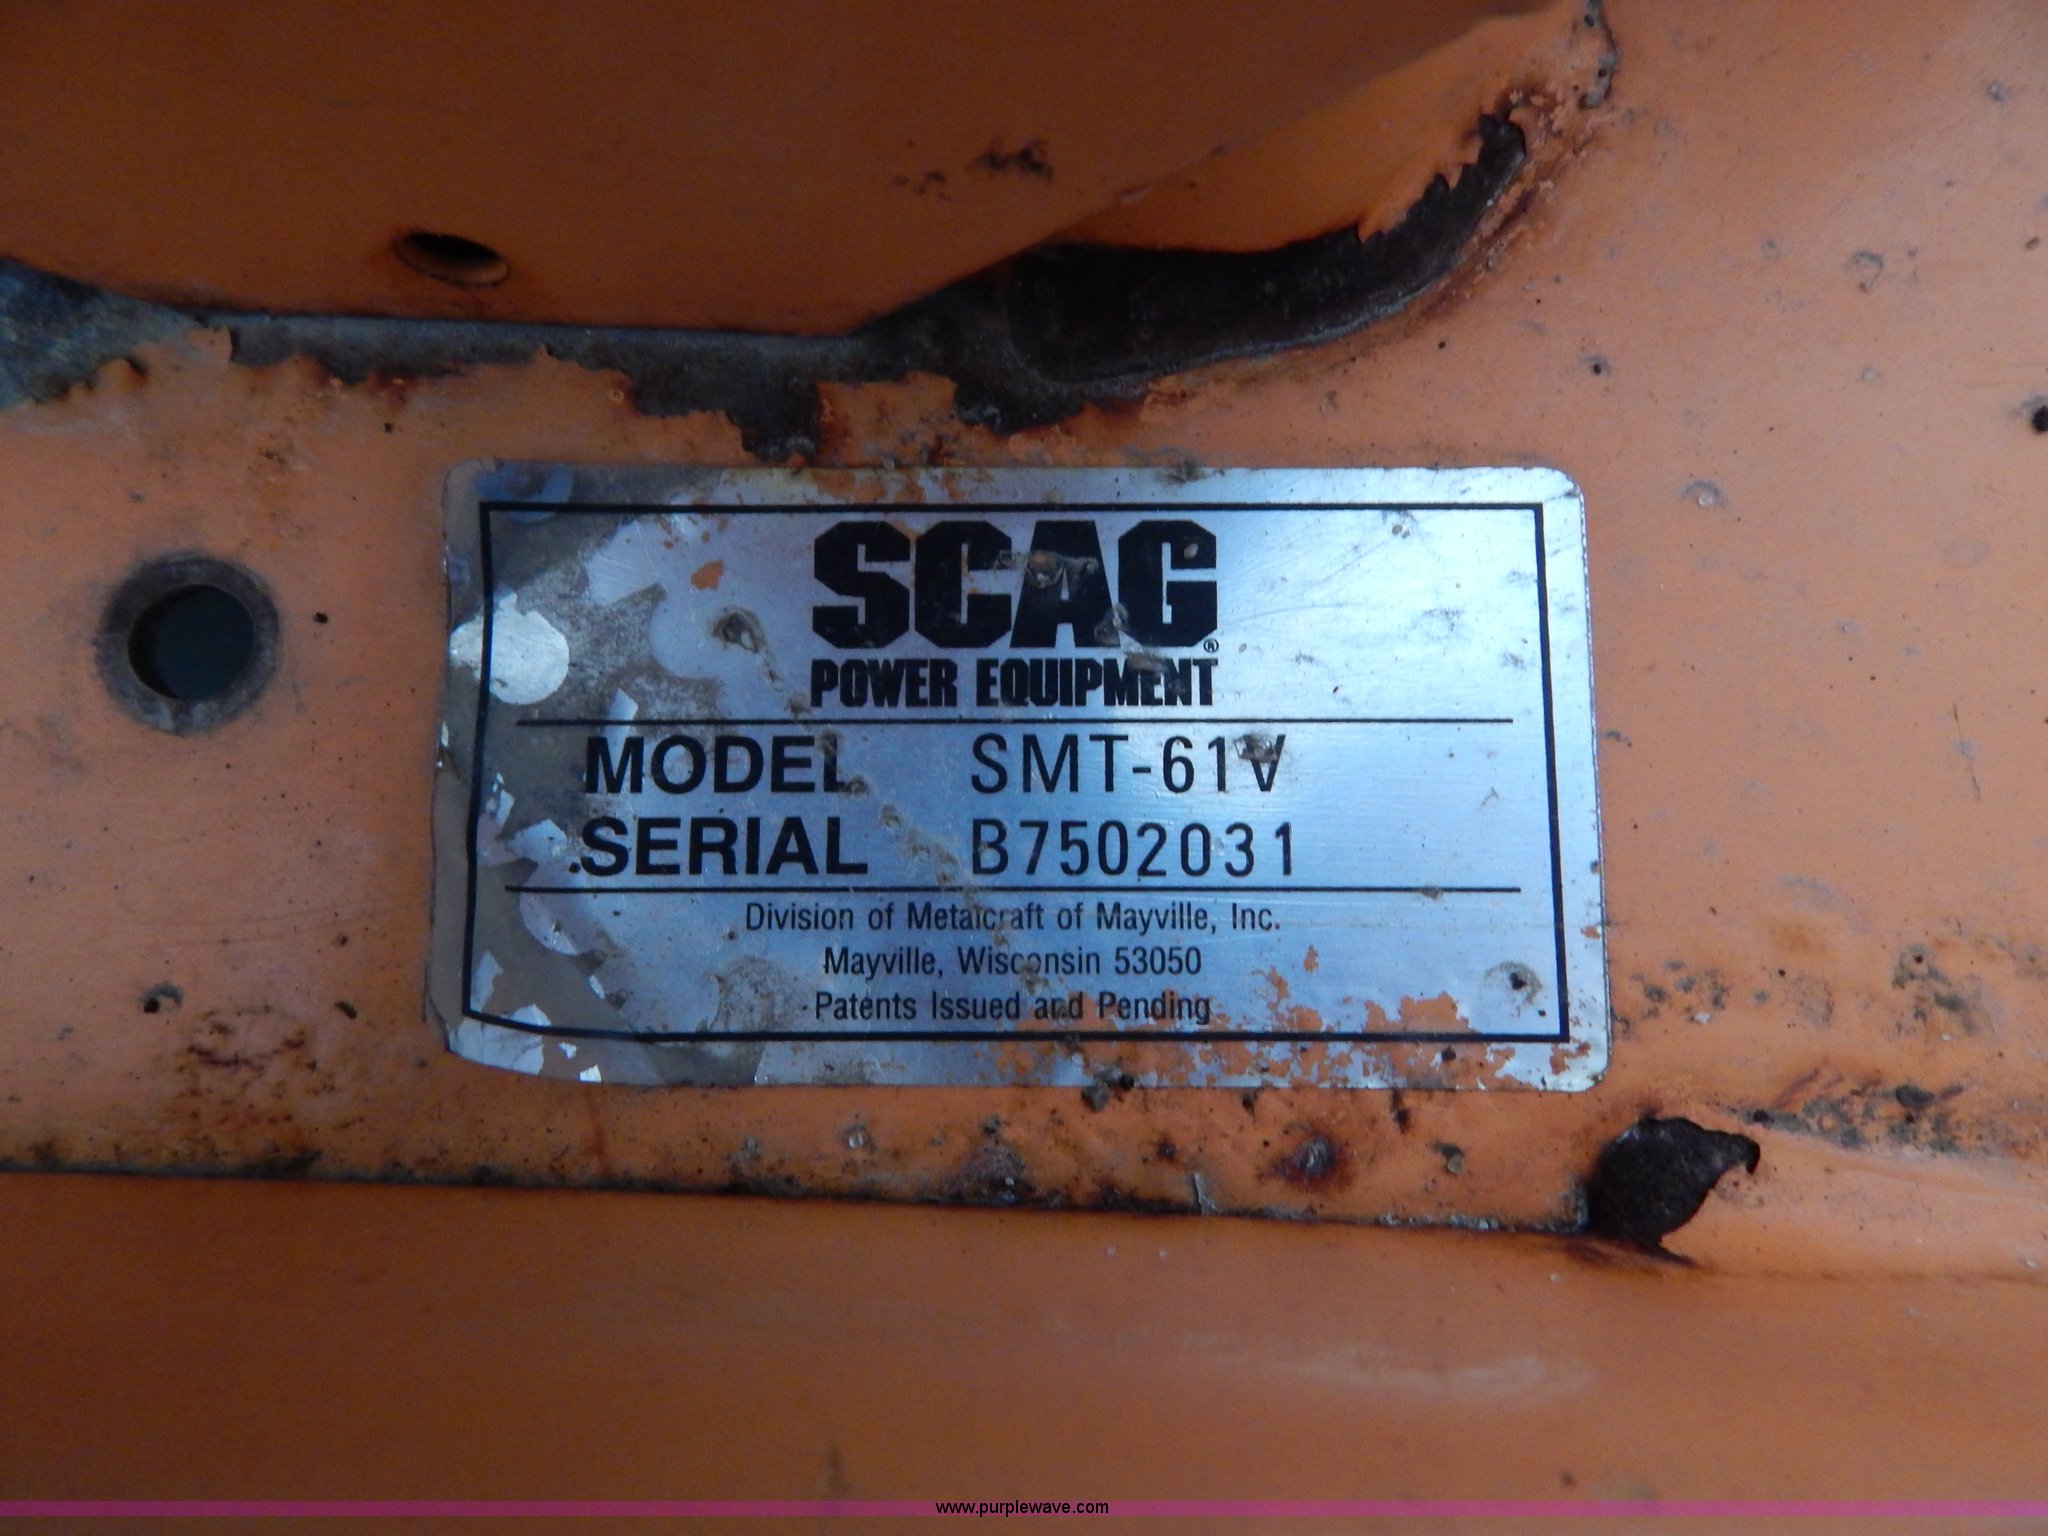 SCAG®
POWER EQUIPMENT
MODEL SMT-61V
SERIAL B7502031
Division of Metalcraft of Mayville, Inc.
Mayville, Wisconsin 53050
Patents Issued and Pending
www.purplewave.com